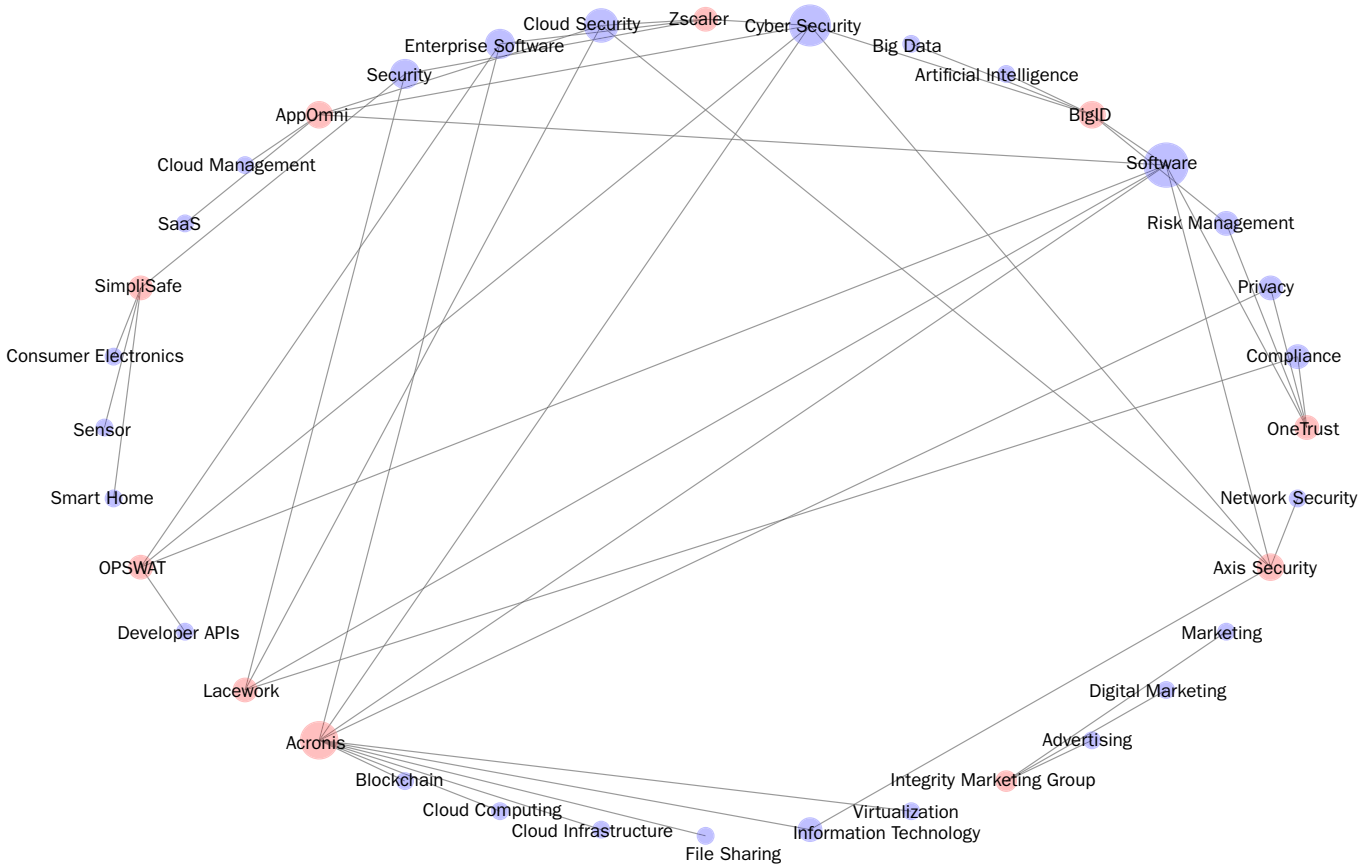 Zscaler
Cloud Security
Cyber Security
Enterprise Software
Big Data
Security
Artificial Intelligence
AppOmni
BigID
Cloud Management
Software
SaaS
Risk Management
SimpliSafe
Privacy
Consumer Electronics
Compliance
Sensor
OneTrust
Smart Home
Network Security
OPSWAT
Axis Security
Developer APIs
Marketing
Lacework
Digital Marketing
Acronis
Advertising
Blockchain
Integrity Marketing Group
Cloud Computing
Virtualization
Cloud Infrastructure
Information Technology
File Sharing